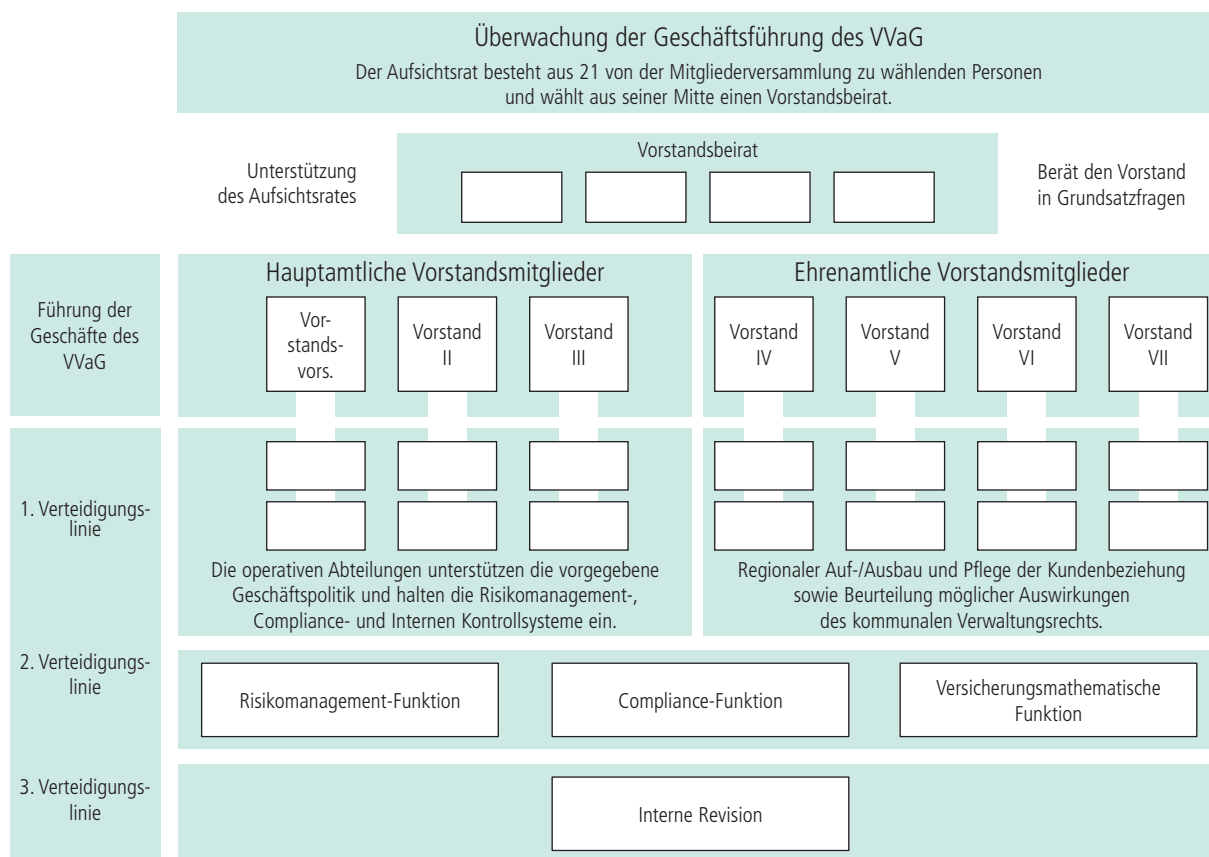 Überwachung der Geschäftsführung des VVaG
Der Aufsichtsrat besteht aus 21 von der Mitgliederversammlung zu wählenden Personen
und wählt aus seiner Mitte einen Vorstandsbeirat.
Unterstützung
des Aufsichtsrates
Vorstandsbeirat
Berät den Vorstand
in Grundsatzfragen
Führung der
Geschäfte des
VVaG
Hauptamtliche Vorstandsmitglieder
Vor-
stands-
vors.
Vorstand
II
Vorstand
III
Ehrenamtliche Vorstandsmitglieder
Vorstand
IV
Vorstand
V
Vorstand
VI
Vorstand
VII
1. Verteidigungs-
linie
Die operativen Abteilungen unterstützen die vorgegebene
Geschäftspolitik und halten die Risikomanagement-,
Compliance- und Internen Kontrollsysteme ein.
Regionaler Auf-/Ausbau und Pflege der Kundenbeziehung
sowie Beurteilung möglicher Auswirkungen
des kommunalen Verwaltungsrechts.
2. Verteidigungs-
linie
Risikomanagement-Funktion
Compliance-Funktion
Versicherungsmathematische
Funktion
3. Verteidigungs-
linie
Interne Revision